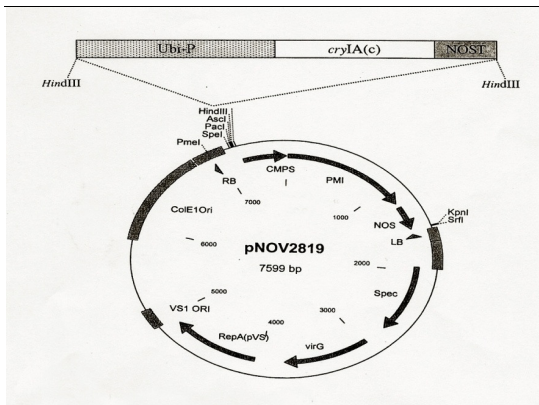 Ubi-P cryIA(c) NOST
HindIII HindIII
HindIII
AscI
PacI
SpeI
PmeI
RB
CMPS
PMI
7000
1000
KpnI
SrfI
NOS
LB
ColE1Ori
6000
pNOV2819
7599 bp
2000
Spec
5000
VS1 ORI
3000
4000
RepA(pVS)
virG